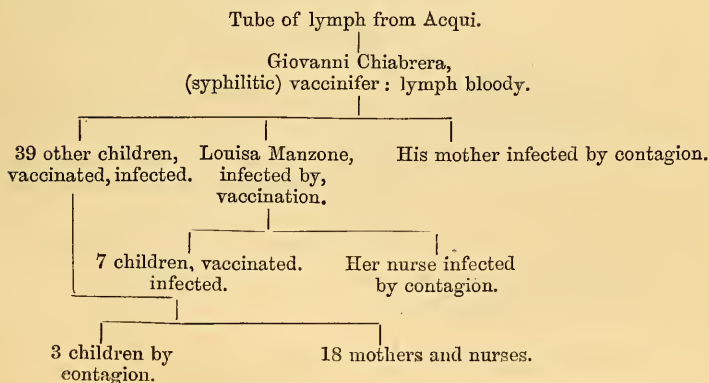 Tube of lymph from Acqui.
Giovanni Chiabrera,
(syphilitic) vaccinifer : lymph bloody.
39 other children,
vaccinated, infected.
Louisa Manzone,
infected by,
vaccination.
His mother infected by contagion.
7 children, vaccinated.
infected.
Her nurse infected
by contagion.
3 children by
contagion.
18 mothers and nurses.